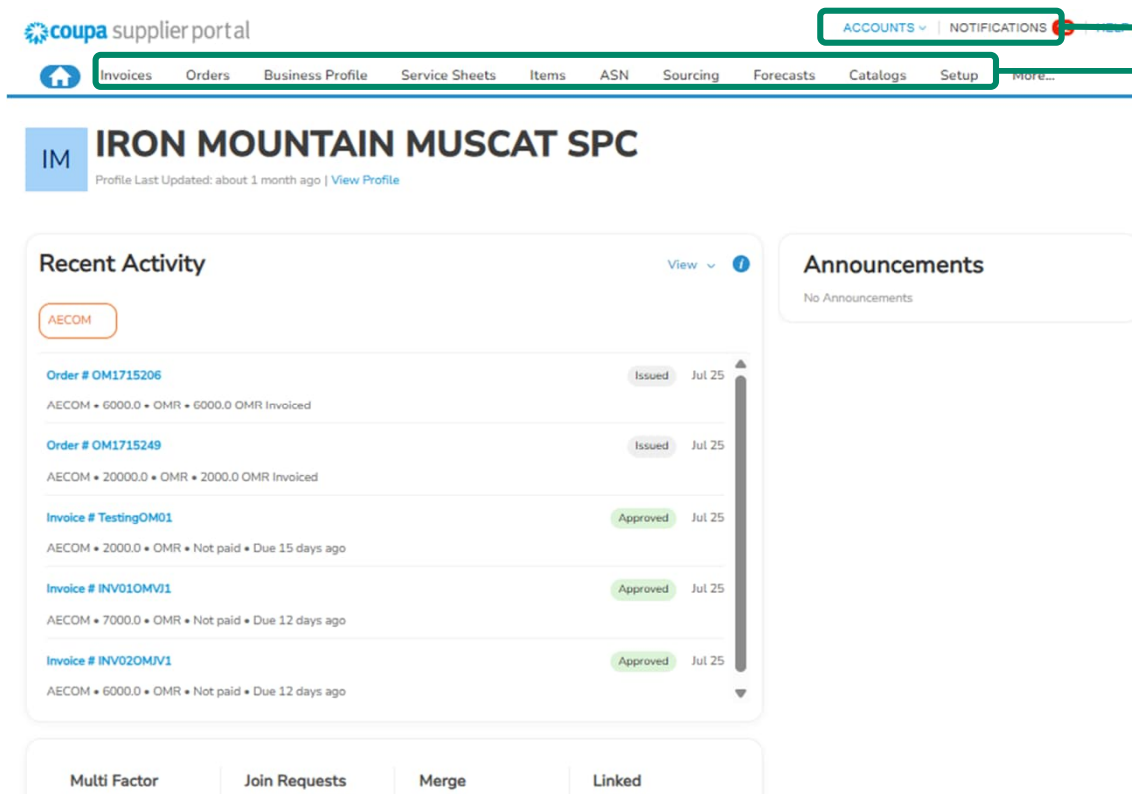 coupa supplier portal
ACCOUNTS | NOTIFICATIONS | HELP
Invoices Orders Business Profile Service Sheets Items ASN Sourcing Forecasts Catalogs Setup More...
IM
IRON MOUNTAIN MUSCAT SPC
Profile Last Updated: about 1 month ago | View Profile
Recent Activity
View
i
AECOM
Order # OM1715206
Issued Jul 25
AECOM • 6000.0 • OMR • 6000.0 OMR Invoiced
Order # OM1715249
Issued Jul 25
AECOM • 20000.0 • OMR • 2000.0 OMR Invoiced
Invoice # TestingOM01
Approved Jul 25
AECOM • 2000.0 • OMR • Not paid • Due 15 days ago
Invoice # INV01OMVJ1
Approved Jul 25
AECOM • 7000.0 • OMR • Not paid • Due 12 days ago
Invoice # INV02OMJV1
Approved Jul 25
AECOM • 6000.0 • OMR • Not paid • Due 12 days ago
Announcements
No Announcements
Multi Factor Join Requests Merge Linked